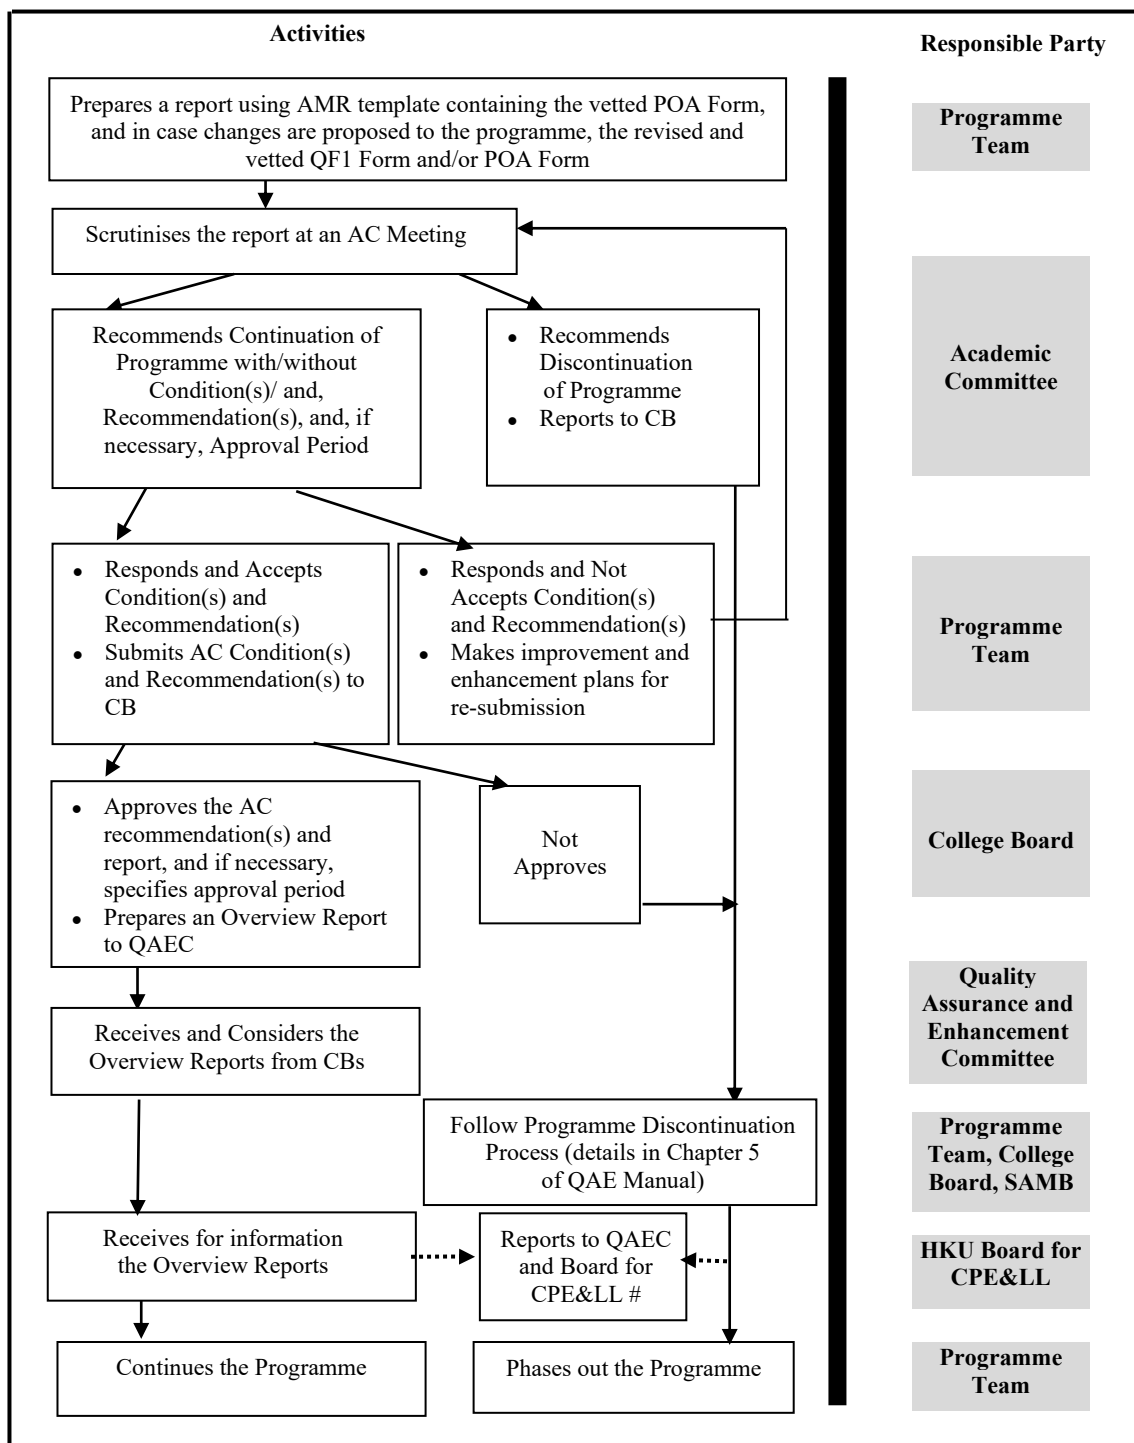 Activities
Responsible Party
Prepares a report using AMR template containing the vetted POA Form,
and in case changes are proposed to the programme, the revised and
vetted QF1 Form and/or POA Form
Programme
Team
Scrutinises the report at an AC Meeting
Recommends Continuation of
Programme with/without
Condition(s)/ and,
Recommendation(s), and, if
necessary, Approval Period
• Recommends
Discontinuation
of Programme
• Reports to CB
Academic
Committee
• Responds and Accepts
Condition(s) and
Recommendation(s)
• Submits AC Condition(s)
and Recommendation(s) to
CB
• Responds and Not
Accepts Condition(s)
and Recommendation(s)
• Makes improvement and
enhancement plans for
re-submission
Programme
Team
• Approves the AC
recommendation(s) and
report, and if necessary,
specifies approval period
• Prepares an Overview Report
to QAEC
Not
Approves
College Board
Receives and Considers the
Overview Reports from CBs
Quality
Assurance and
Enhancement
Committee
Follow Programme Discontinuation
Process (details in Chapter 5
of QAE Manual)
Programme
Team, College
Board, SAMB
Receives for information
the Overview Reports
Reports to QAEC
and Board for
CPE&LL #
HKU Board for
CPE&LL
Continues the Programme
Phases out the Programme
Programme
Team